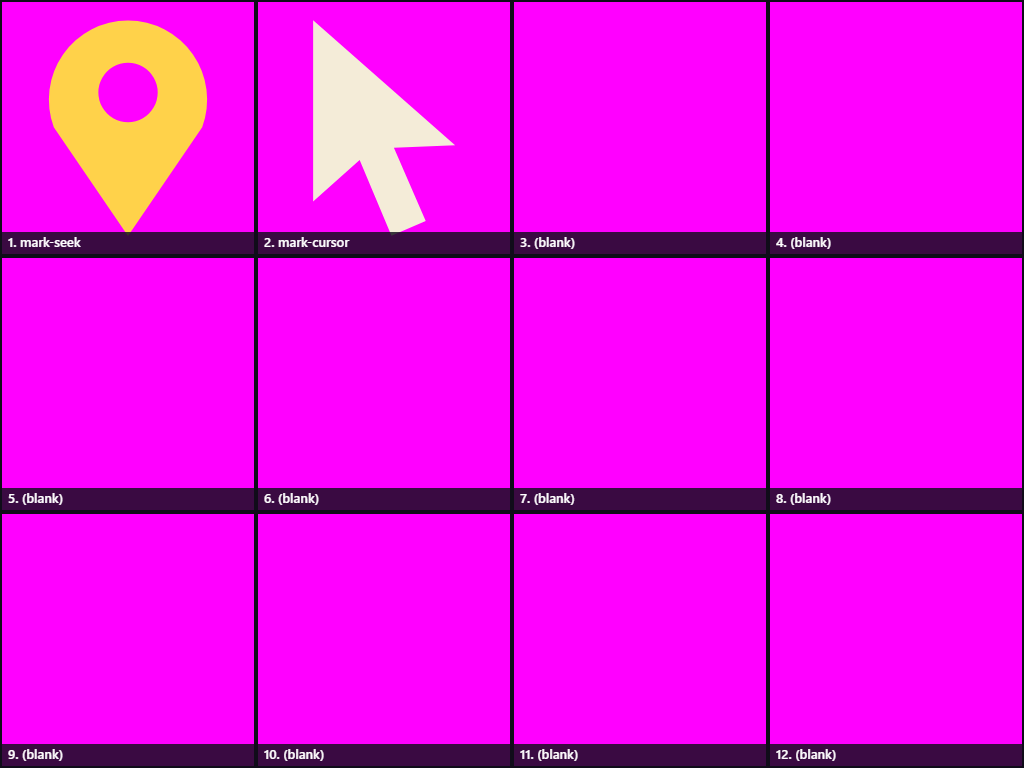 1. mark-seek
2. mark-cursor
3. (blank)
4. (blank)
5. (blank)
6. (blank)
7. (blank)
8. (blank)
9. (blank)
10. (blank)
11. (blank)
12. (blank)